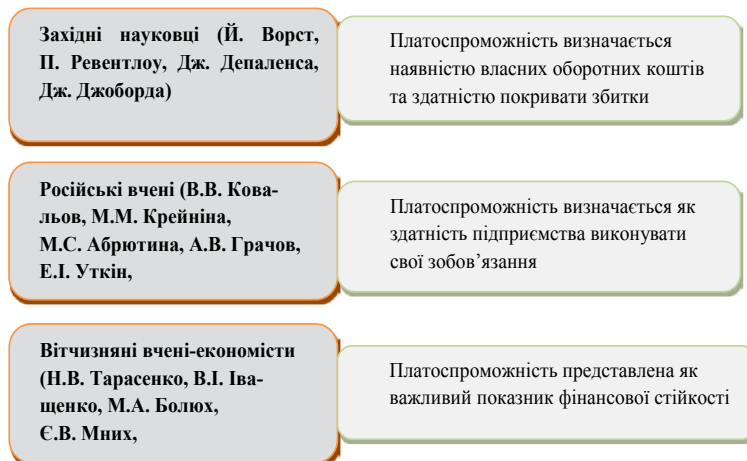 Західні науковці (Й. Ворст,
П. Ревентлоу, Дж. Депаленса,
Дж. Джоборда)
Платоспроможність визначається
наявністю власних оборотних коштів
та здатністю покривати збитки
Російські вчені (В.В. Кова-
льов, М.М. Крейніна,
М.С. Абрютина, А.В. Грачов,
Е.І. Уткін,
Платоспроможність визначається як
здатність підприємства виконувати
свої зобов’язання
Вітчизняні вчені-економісти
(Н.В. Тарасенко, В.І. Іва-
щенко, М.А. Болюх,
Є.В. Мних,
Платоспроможність представлена як
важливий показник фінансової стійкості